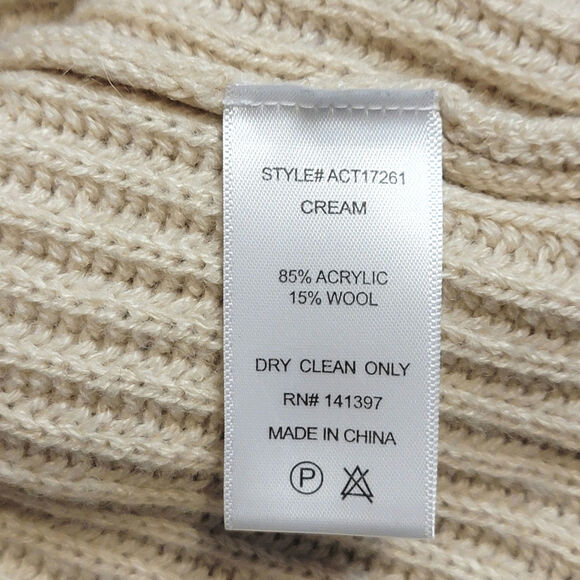 STYLE# ACT17261
CREAM
85% ACRYLIC
15% WOOL
DRY CLEAN ONLY
RN# 141397
MADE IN CHINA
P